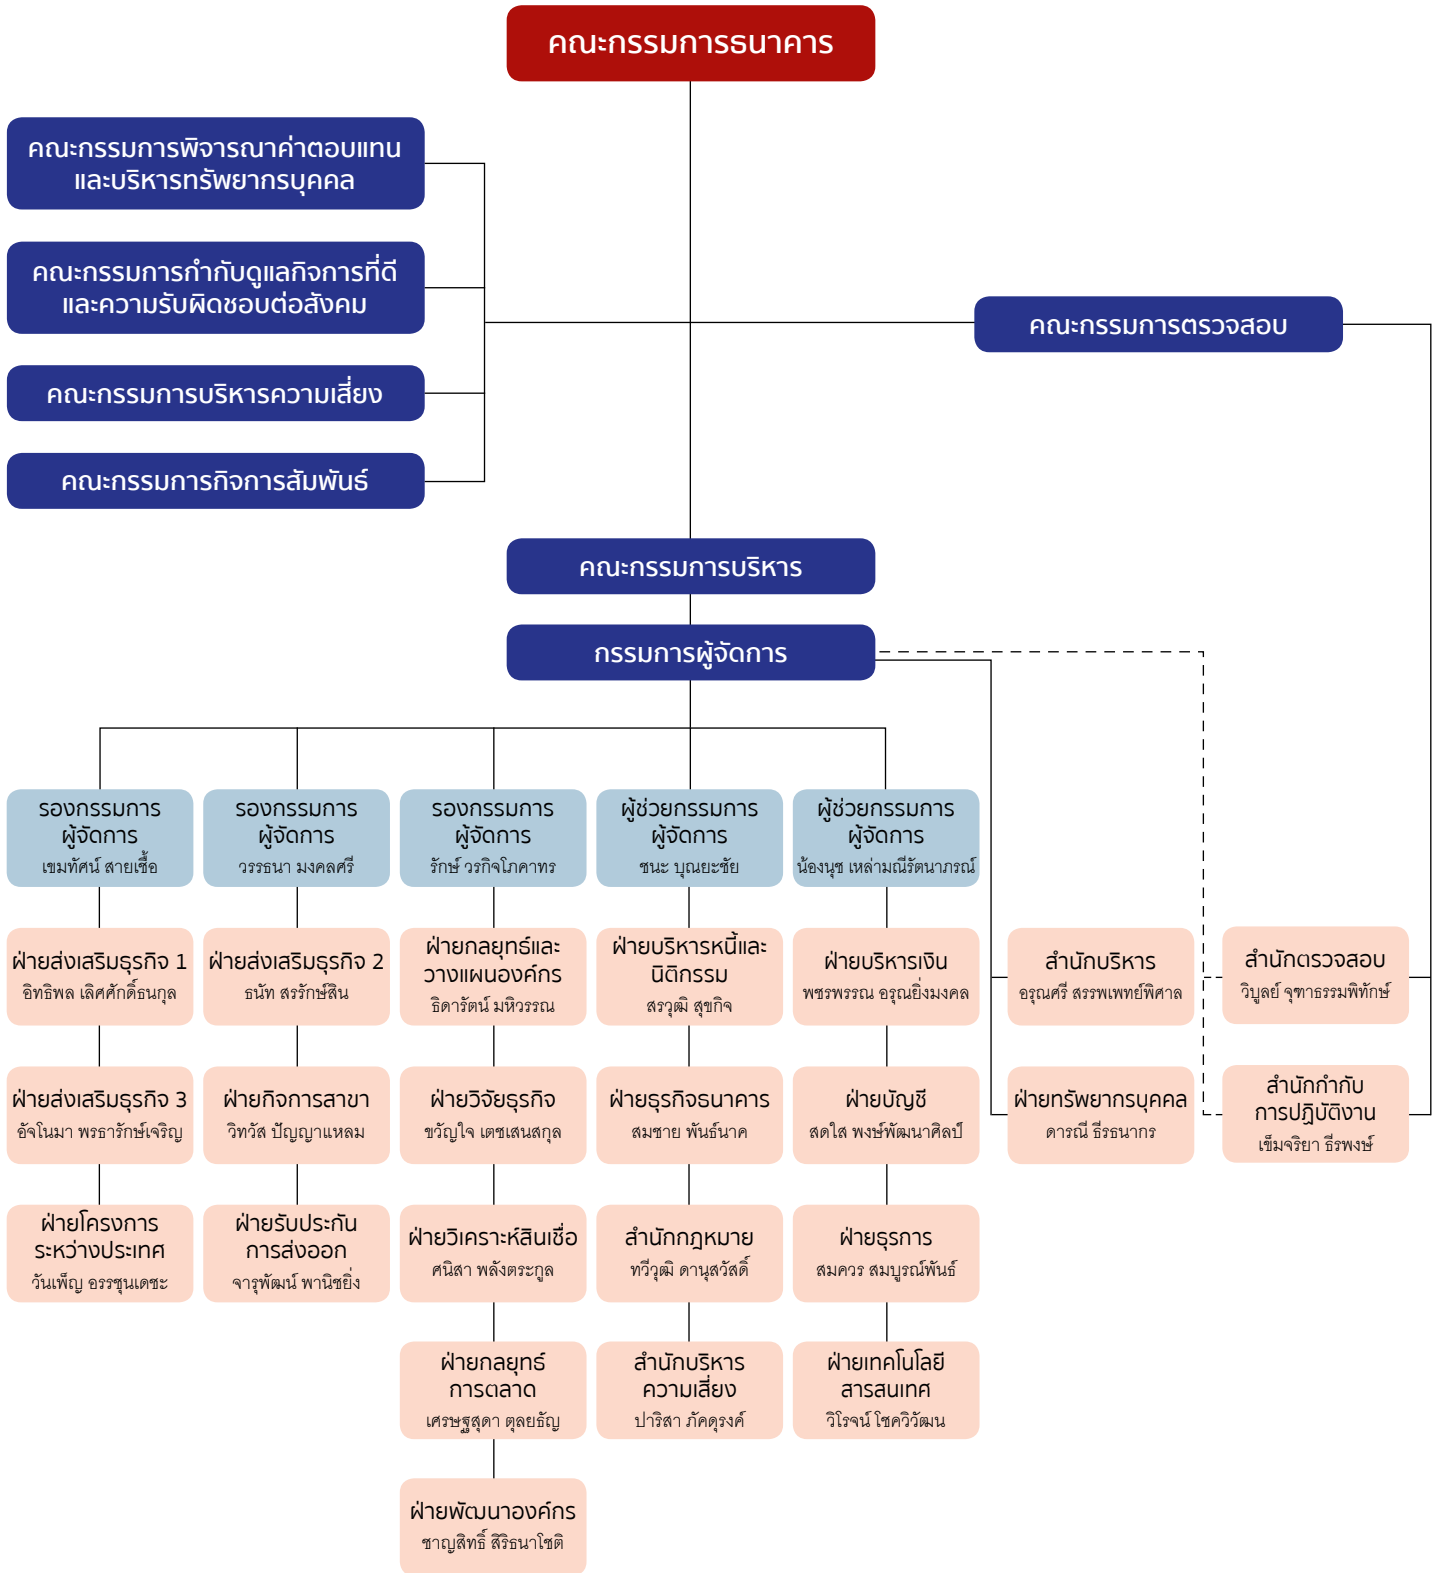 คณะกรรมการธนาคาร
คณะกรรมการพิจารณาค่าตอบแทน
และบริหารทรัพยากรบุคคล
คณะกรรมการกำกับดูแลกิจการที่ดี
และความรับผิดชอบต่อสังคม
คณะกรรมการตรวจสอบ
คณะกรรมการบริหารความเสี่ยง
คณะกรรมการกิจการสัมพันธ์
คณะกรรมการบริหาร
กรรมการผู้จัดการ
รองกรรมการ
ผู้จัดการ
เขมทัศน์ สายเชื้อ
รองกรรมการ
ผู้จัดการ
วรรธนา มงคลศรี
รองกรรมการ
ผู้จัดการ
รักษ์ วรกิจโภคาทร
ผู้ช่วยกรรมการ
ผู้จัดการ
ชนะ บุณยะชัย
ผู้ช่วยกรรมการ
ผู้จัดการ
น้องนุช เหล่ามณีรัตนาภรณ์
ฝ่ายส่งเสริมธุรกิจ 1
อิทธิพล เลิศศักดิ์ธนกุล
ฝ่ายส่งเสริมธุรกิจ 2
ธนัท สรรักษ์สิน
ฝ่ายกลยุทธ์และ
วางแผนองค์กร
ธิดารัตน์ มหิวรรณ
ฝ่ายบริหารหนี้และ
นิติกรรม
สรวุฒิ สุขกิจ
ฝ่ายบริหารเงิน
พชรพรรณ อรุณยิ่งมงคล
สำนักบริหาร
อรุณศรี สรรพเพทย์พิศาล
สำนักตรวจสอบ
วิบูลย์ จุฑาธรรมพิทักษ์
ฝ่ายส่งเสริมธุรกิจ 3
อัจโนมา พรธารักษ์เจริญ
ฝ่ายกิจการสาขา
วิทวัส ปัญญาแหลม
ฝ่ายวิจัยธุรกิจ
ขวัญใจ เตชเสนสกุล
ฝ่ายธุรกิจธนาคาร
สมชาย พันธ์นาค
ฝ่ายบัญชี
สดใส พงษ์พัฒนาศิลป์
ฝ่ายทรัพยากรบุคคล
ดารณี ธีรธนากร
สำนักกำกับ
การปฏิบัติงาน
เข็มจริยา ธีรพงษ์
ฝ่ายโครงการ
ระหว่างประเทศ
วันเพ็ญ อรรชุนเดชะ
ฝ่ายรับประกัน
การส่งออก
จารุพัฒน์ พานิชยิ่ง
ฝ่ายวิเคราะห์สินเชื่อ
ศนิสา พลังตระกูล
สำนักกฎหมาย
ทวีวุฒิ ดานุสวัสดิ์
ฝ่ายธุรการ
สมควร สมบูรณ์พันธ์
ฝ่ายกลยุทธ์
การตลาด
เศรษฐสุดา ตุลยธัญ
สำนักบริหาร
ความเสี่ยง
ปาริสา ภัคดุรงค์
ฝ่ายเทคโนโลยี
สารสนเทศ
วิโรจน์ โชควิวัฒน
ฝ่ายพัฒนาองค์กร
ชาญสิทธิ์ สิริธนาโชติ